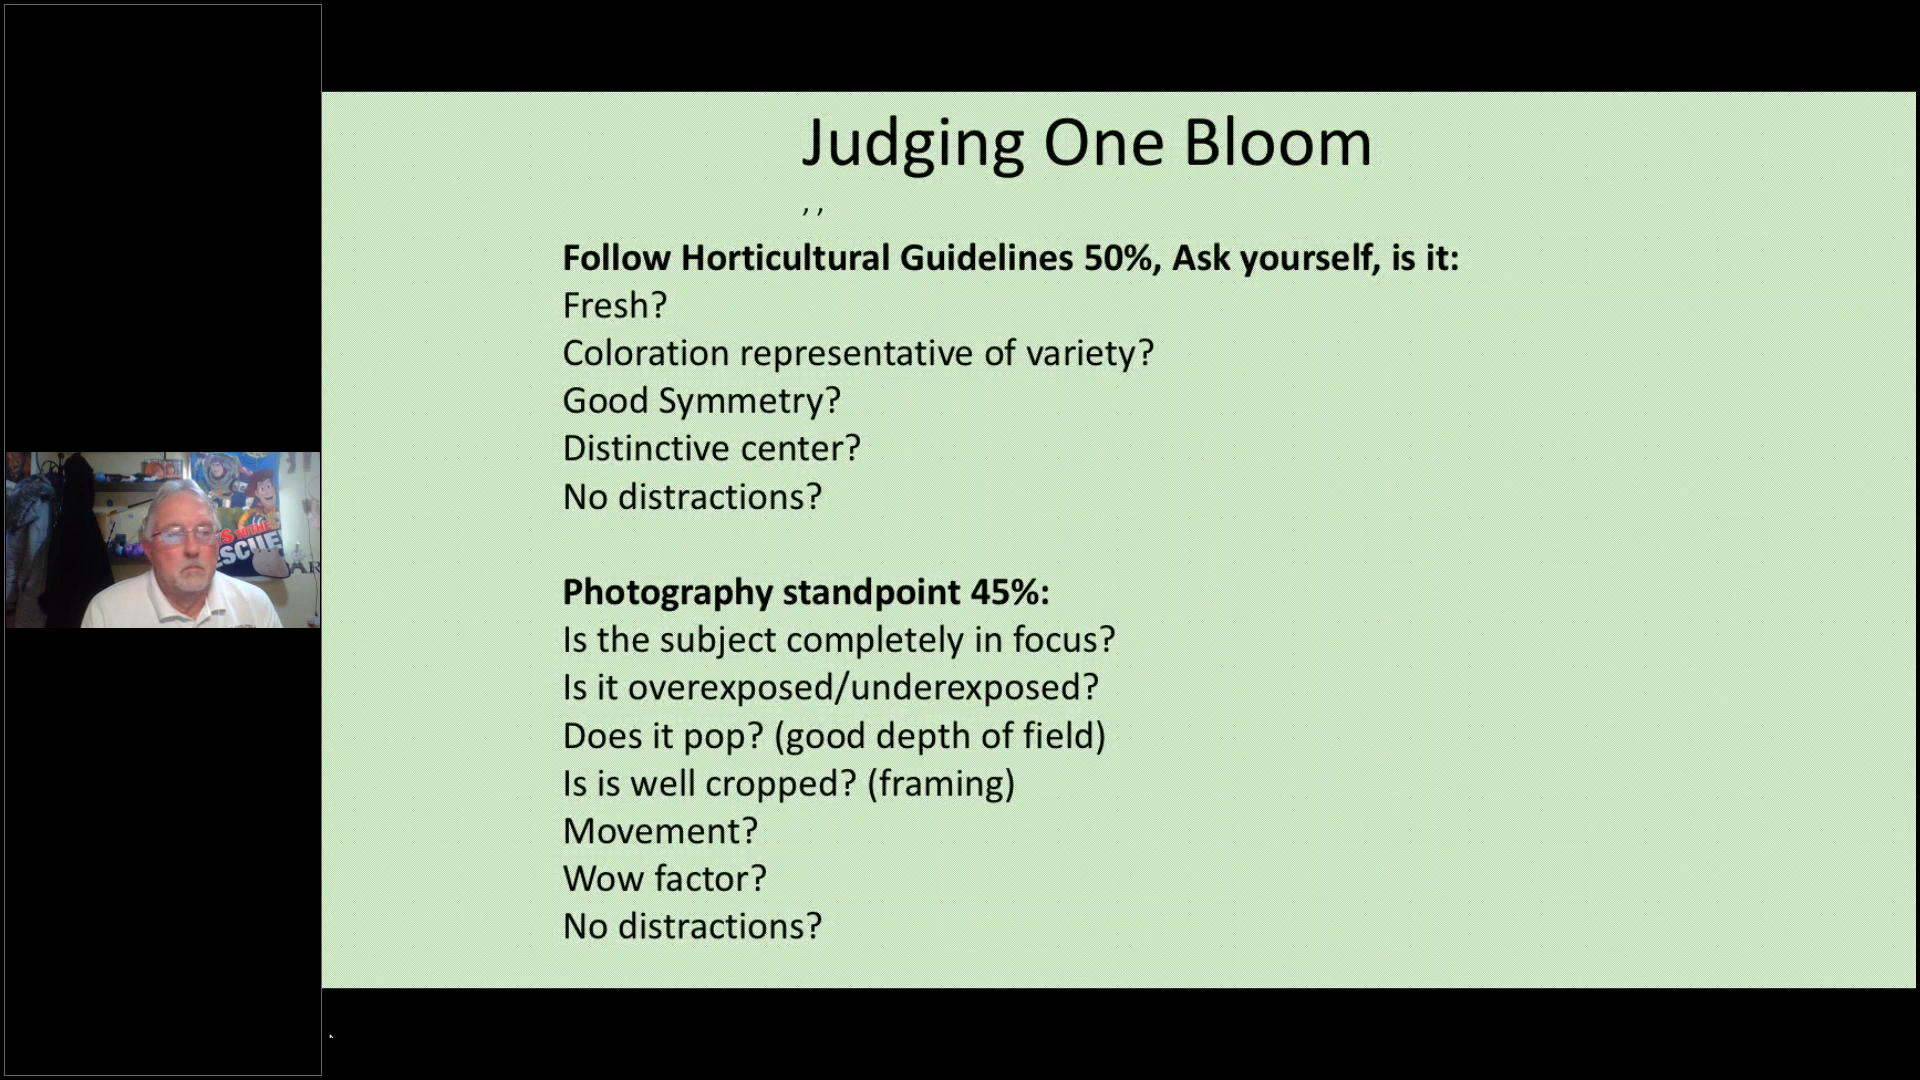 Judging One Bloom
, ,
Follow Horticultural Guidelines 50%, Ask yourself, is it:
Fresh?
Coloration representative of variety?
Good Symmetry?
Distinctive center?
No distractions?
Photography standpoint 45%:
Is the subject completely in focus?
Is it overexposed/underexposed?
Does it pop? (good depth of field)
Is is well cropped? (framing)
Movement?
Wow factor?
No distractions?